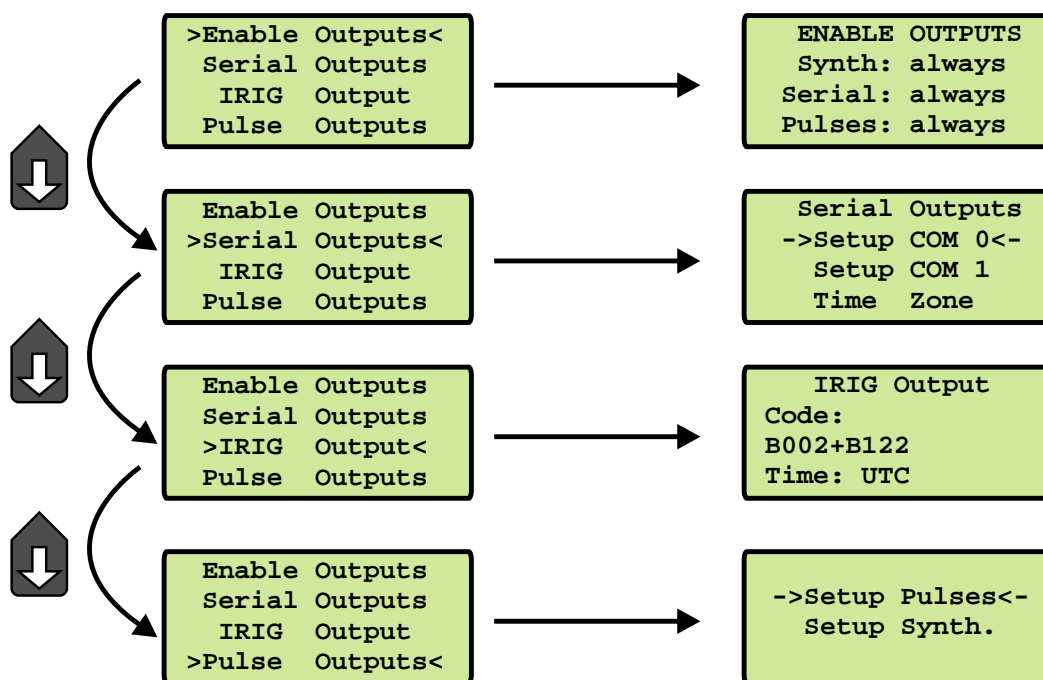 >Enable Outputs<
Serial Outputs
IRIG Output
Pulse Outputs
ENABLE OUTPUTS
Synth: always
Serial: always
Pulses: always
Enable Outputs
>Serial Outputs<
IRIG Output
Pulse Outputs
Serial Outputs
->Setup COM 0<-
Setup COM 1
Time Zone
Enable Outputs
Serial Outputs
>IRIG Output<
Pulse Outputs
IRIG Output
Code:
B002+B122
Time: UTC
Enable Outputs
Serial Outputs
IRIG Output
>Pulse Outputs<
->Setup Pulses<-
Setup Synth.